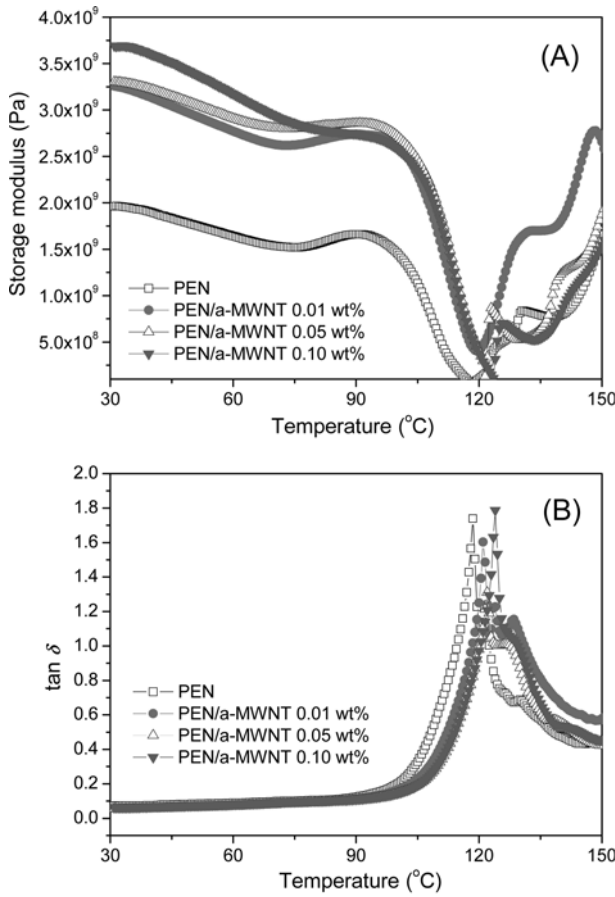 (A)
Storage modulus (Pa)
4.0x10⁹
3.5x10⁹
3.0x10⁹
2.5x10⁹
2.0x10⁹
1.5x10⁹
1.0x10⁹
5.0x10⁸
PEN
PEN/a-MWNT 0.01 wt%
PEN/a-MWNT 0.05 wt%
PEN/a-MWNT 0.10 wt%
30 60 90 120 150
Temperature (°C)
(B)
tan δ
2.0
1.8
1.6
1.4
1.2
1.0
0.8
0.6
0.4
0.2
0.0
PEN
PEN/a-MWNT 0.01 wt%
PEN/a-MWNT 0.05 wt%
PEN/a-MWNT 0.10 wt%
30 60 90 120 150
Temperature (°C)